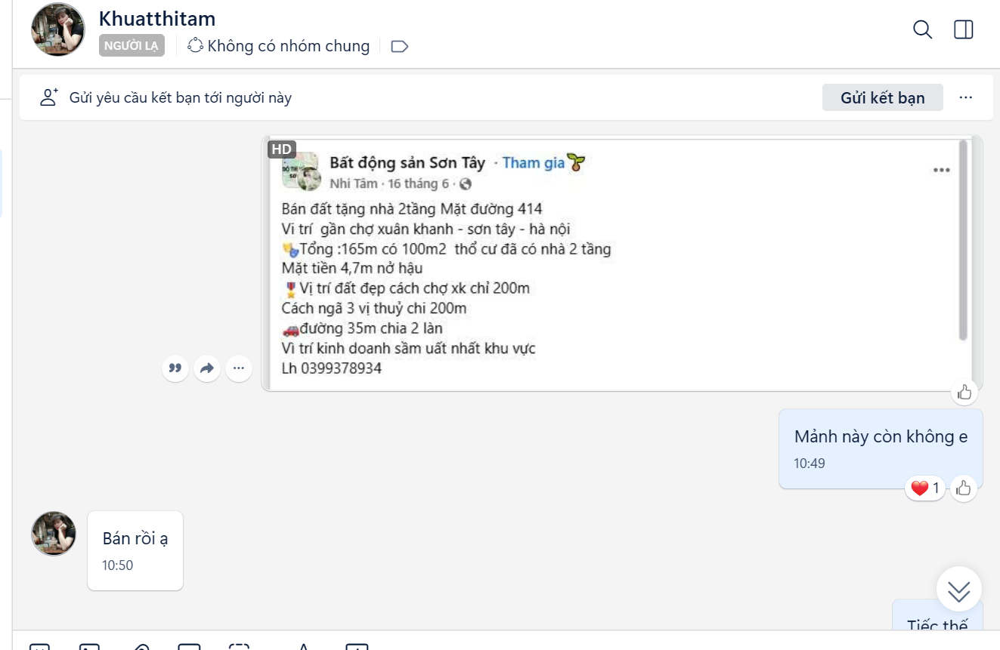 Khuatthitam
NGƯỜI LẠ
Không có nhóm chung
Gửi yêu cầu kết bạn tới người này
Gửi kết bạn
HD
Bất động sản Sơn Tây · Tham gia
Nhi Tâm · 16 tháng 6 ·
Bán đất tặng nhà 2tầng Mặt đường 414
Vi trí gần chợ xuân khanh - sơn tây - hà nội
Tổng :165m có 100m2 thổ cư đã có nhà 2 tầng
Mặt tiền 4,7m nở hậu
Vị trí đất đẹp cách chợ xk chỉ 200m
Cách ngã 3 vị thuỷ chi 200m
đường 35m chia 2 làn
Vì trí kinh doanh sầm uất nhất khu vực
Lh 0399378934
Mảnh này còn không e
10:49
1
Bán rồi ạ
10:50
Tiếc thế